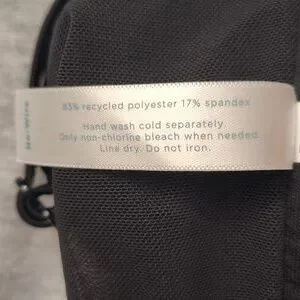 83% recycled polyester 17% spandex
Hand wash cold separately.
Only non-chlorine bleach when needed.
Line dry. Do not iron.